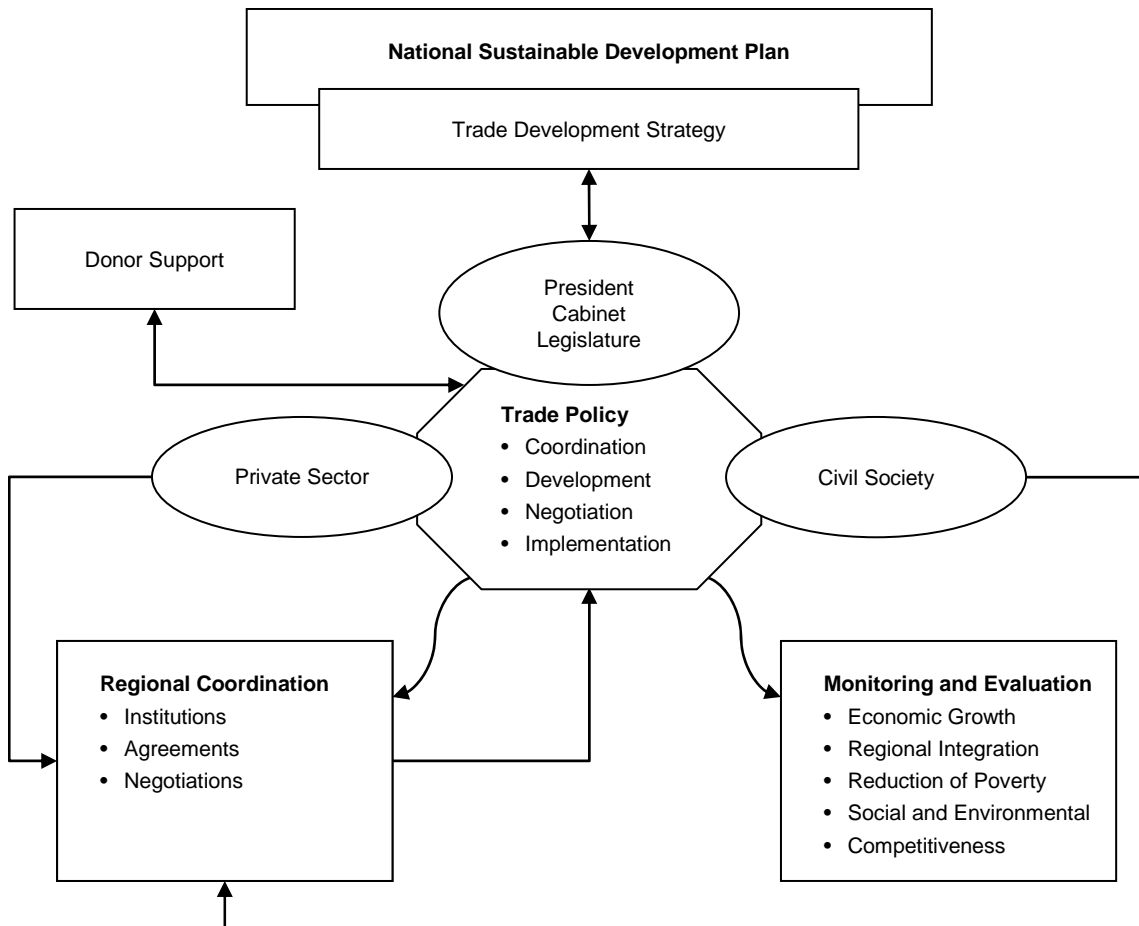 National Sustainable Development Plan
Trade Development Strategy
Donor Support
President
Cabinet
Legislature
Trade Policy
• Coordination
• Development
• Negotiation
• Implementation
Private Sector
Civil Society
Regional Coordination
• Institutions
• Agreements
• Negotiations
Monitoring and Evaluation
• Economic Growth
• Regional Integration
• Reduction of Poverty
• Social and Environmental
• Competitiveness